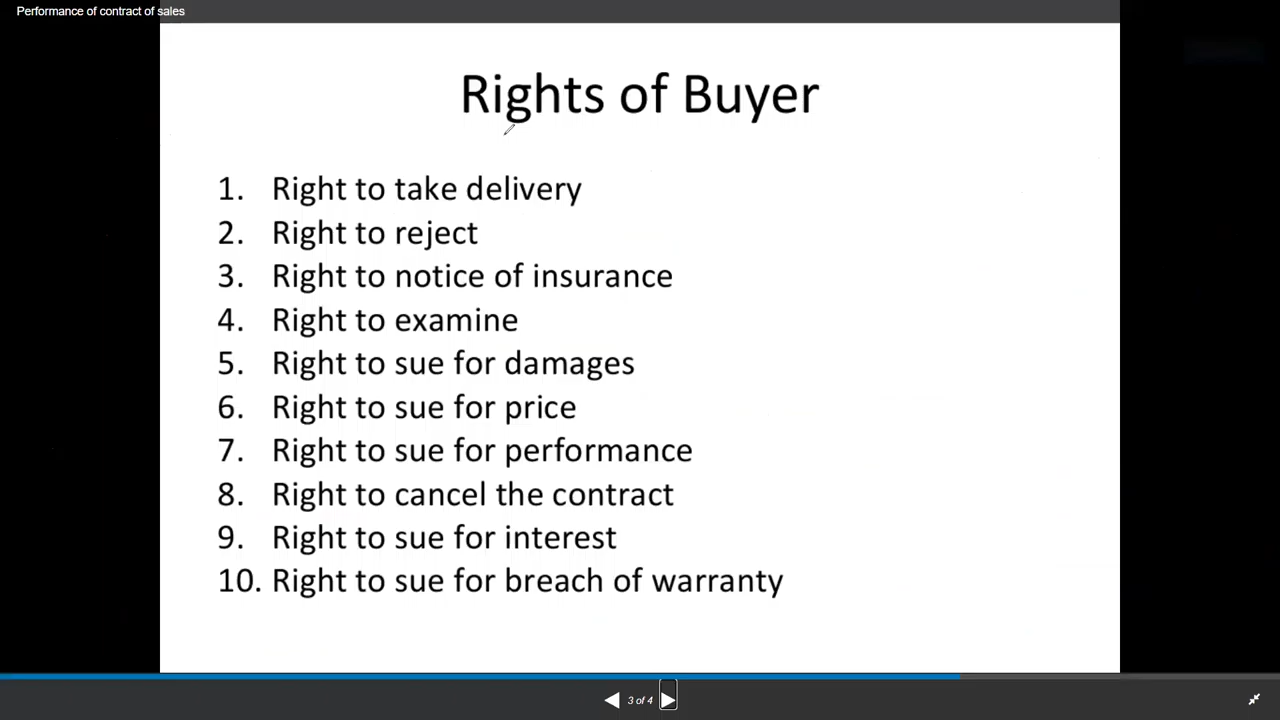 Performance of contract of sales
Rights of Buyer
1. Right to take delivery
2. Right to reject
3. Right to notice of insurance
4. Right to examine
5. Right to sue for damages
6. Right to sue for price
7. Right to sue for performance
8. Right to cancel the contract
9. Right to sue for interest
10. Right to sue for breach of warranty
3 of 4